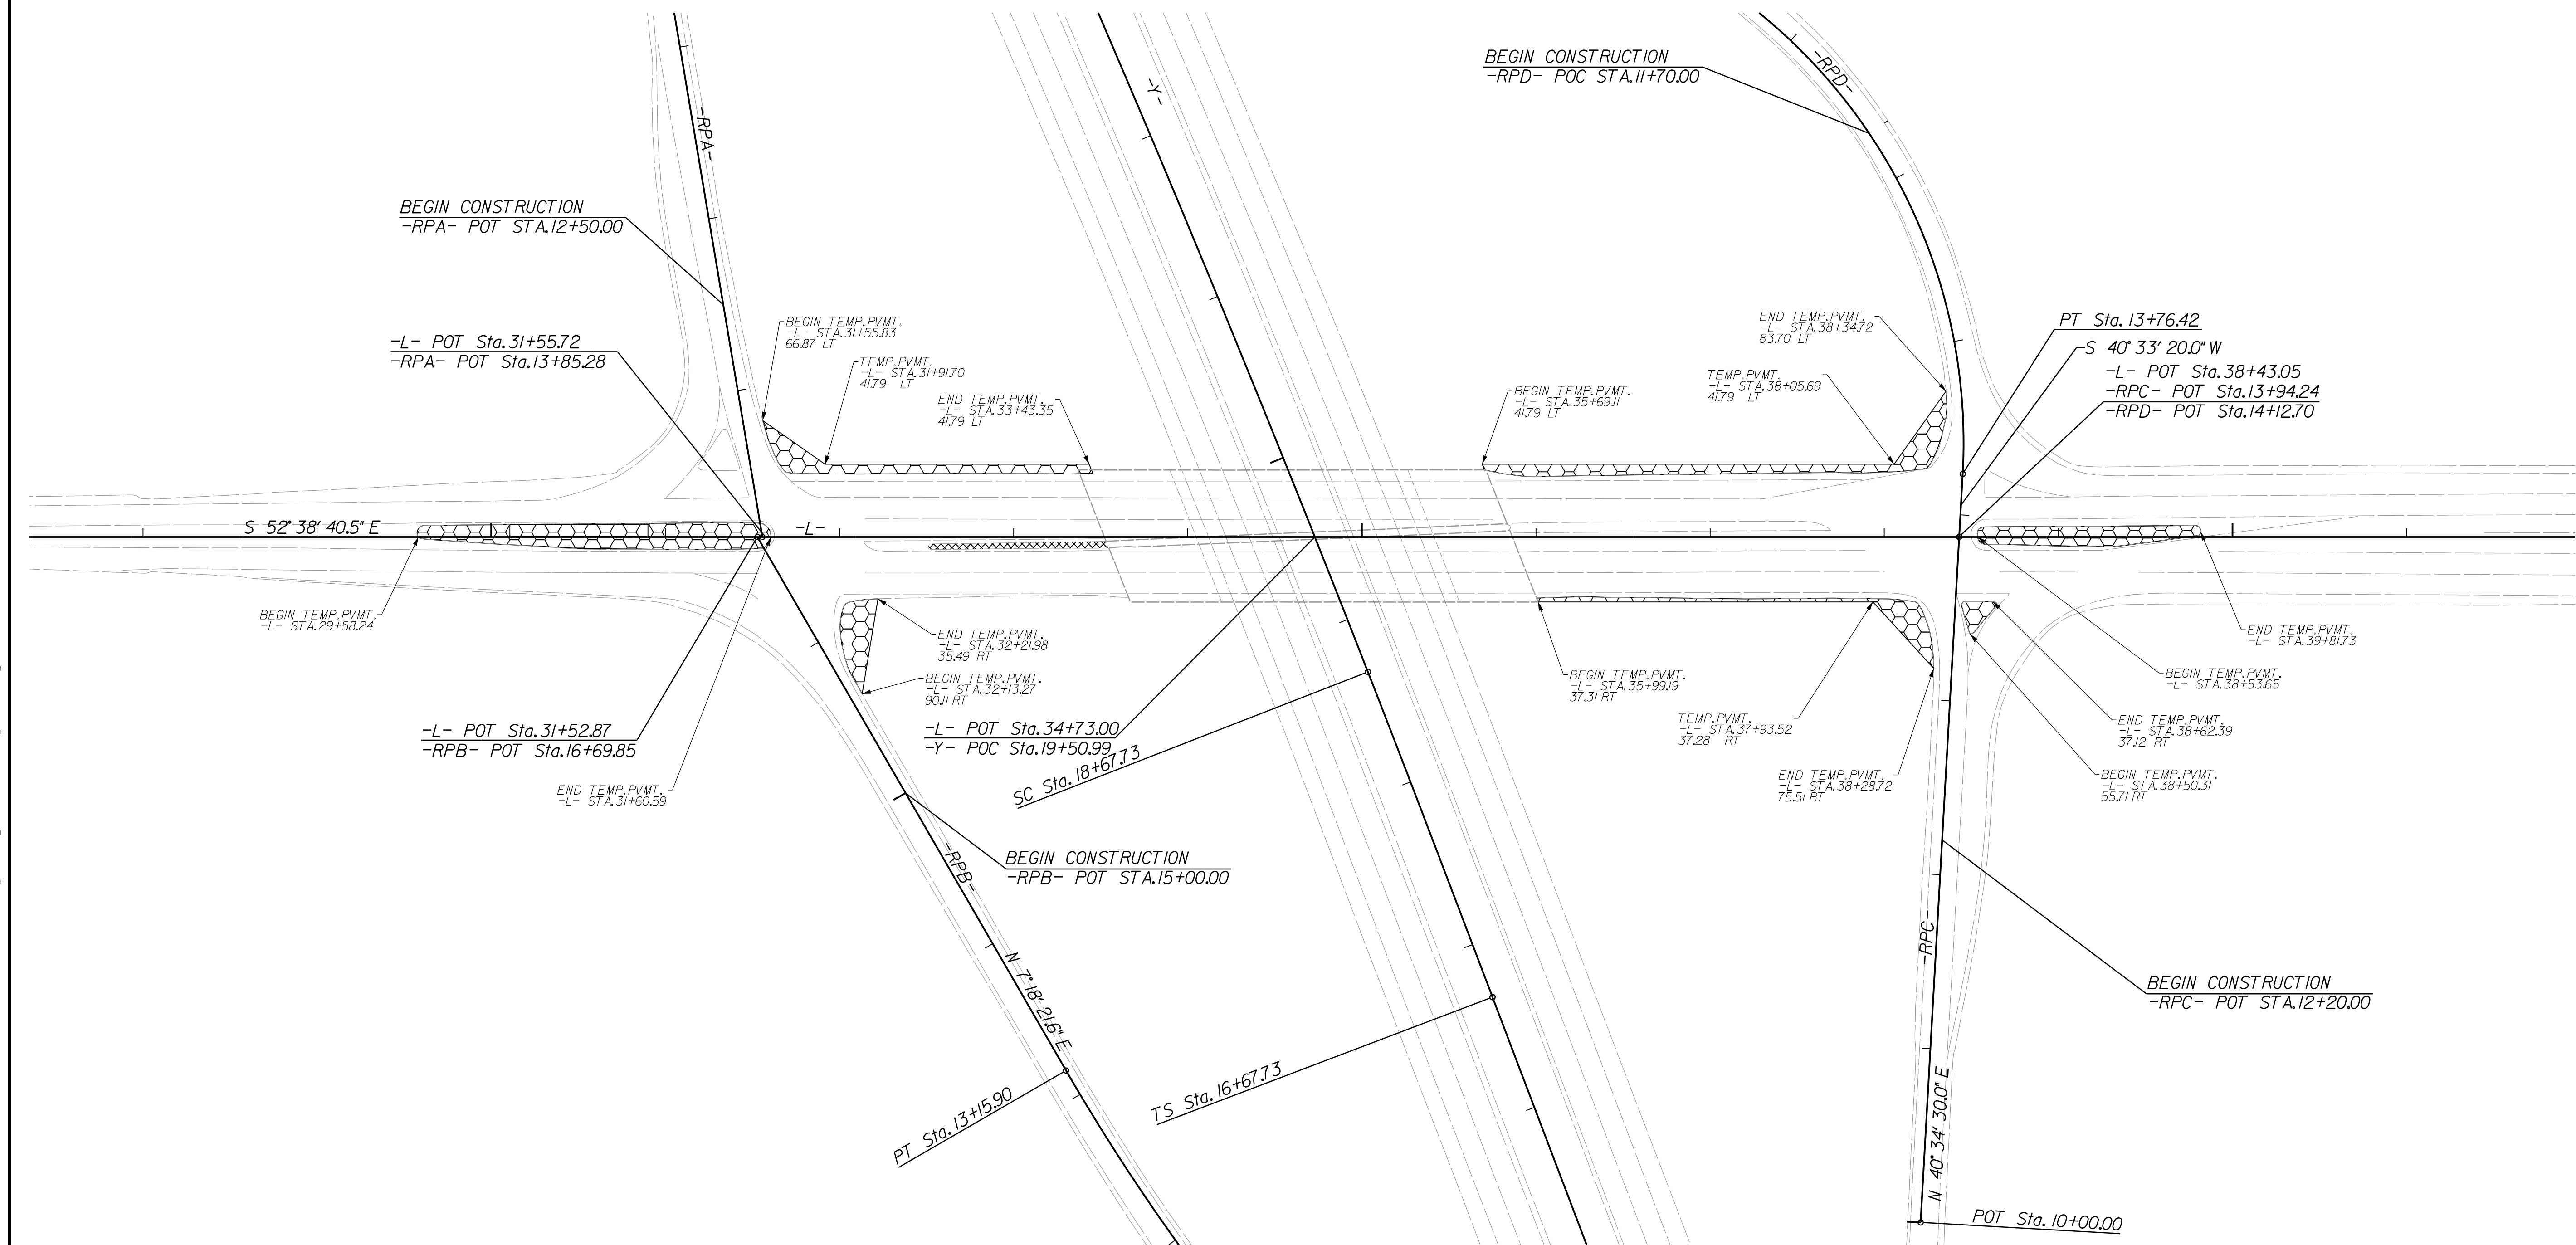 BEGIN CONSTRUCTION
-RPD- POC STA.11+70.00
-RPD-
-Y-
-RPA-
BEGIN CONSTRUCTION
-RPA- POT STA.12+50.00
-L- POT Sta.31+55.72
-RPA- POT Sta.13+85.28
BEGIN TEMP.PVMT.
-L- STA.31+55.83
66.87 LT
TEMP.PVMT.
-L- STA.31+91.70
41.79 LT
END TEMP.PVMT.
-L- STA.33+43.35
41.79 LT
BEGIN TEMP.PVMT.
-L- STA.35+69.11
41.79 LT
TEMP.PVMT.
-L- STA.38+05.69
41.79 LT
END TEMP.PVMT.
-L- STA.38+34.72
83.70 LT
PT Sta.13+76.42
S 40°33'20.0" W
-L- POT Sta.38+43.05
-RPC- POT Sta.13+94.24
-RPD- POT Sta.14+12.70
S 52°38'40.5" E
-L-
BEGIN TEMP.PVMT.
-L- STA.29+58.24
END TEMP.PVMT.
-L- STA.32+21.98
35.49 RT
BEGIN TEMP.PVMT.
-L- STA.32+13.27
90.11 RT
-L- POT Sta.31+52.87
-RPB- POT Sta.16+69.85
END TEMP.PVMT.
-L- STA.31+60.59
-L- POT Sta.34+73.00
-Y- POC Sta.19+50.99
SC Sta.18+67.73
BEGIN TEMP.PVMT.
-L- STA.35+99.19
37.31 RT
TEMP.PVMT.
-L- STA.37+93.52
37.28 RT
END TEMP.PVMT.
-L- STA.38+28.72
75.51 RT
END TEMP.PVMT.
-L- STA.39+81.73
BEGIN TEMP.PVMT.
-L- STA.38+53.65
END TEMP.PVMT.
-L- STA.38+62.39
37.12 RT
BEGIN TEMP.PVMT.
-L- STA.38+50.31
55.71 RT
BEGIN CONSTRUCTION
-RPB- POT STA.15+00.00
-RPB-
N 7°18'21.6" E
PT Sta.13+15.90
TS Sta.16+67.73
-RPC-
BEGIN CONSTRUCTION
-RPC- POT STA.12+20.00
N 40°34'30.0" E
POT Sta.10+00.00